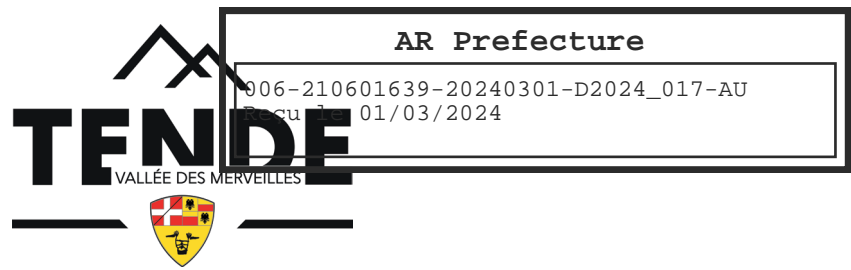 AR Prefecture
006-210601639-20240301-D2024_017-AU
Reçu le 01/03/2024
TENDE
VALLÉE DES MERVEILLES